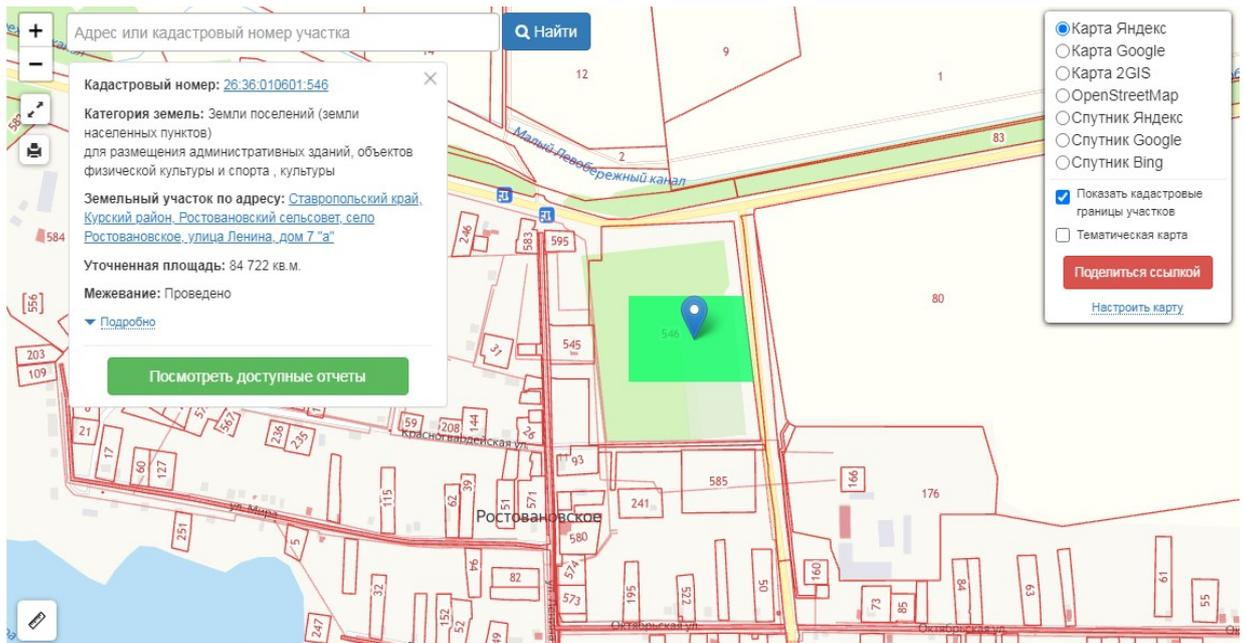 +
Адрес или кадастровый номер участка
Найти
−
Кадастровый номер: 26:36:010601:546
Категория земель: Земли поселений (земли
населенных пунктов)
для размещения административных зданий, объектов
физической культуры и спорта , культуры
Земельный участок по адресу: Ставропольский край,
Курский район, Ростовановский сельсовет, село
Ростовановское, улица Ленина, дом 7 "а"
Уточненная площадь: 84 722 кв.м.
Межевание: Проведено
Подробно
Посмотреть доступные отчеты
Карта Яндекс
Карта Google
Карта 2GIS
OpenStreetMap
Спутник Яндекс
Спутник Google
Спутник Bing
Показать кадастровые
границы участков
Тематическая карта
Поделиться ссылкой
Настроить карту
9
12
1
14
2
83
Малый Левобережный канал
584
246
583
595
80
556
546
545
31
203
109
21
17
60
127
567
236
235
59
208
144
26
Красногвардейская ул.
93
115
62
39
51
571
241
585
166
176
Ростовановское
580
ул. Мира
251
5
94
82
574
573
32
152
52
49
247
195
522
50
160
73
85
84
63
61
55
Октябрьская ул.
Октябрьская ул.